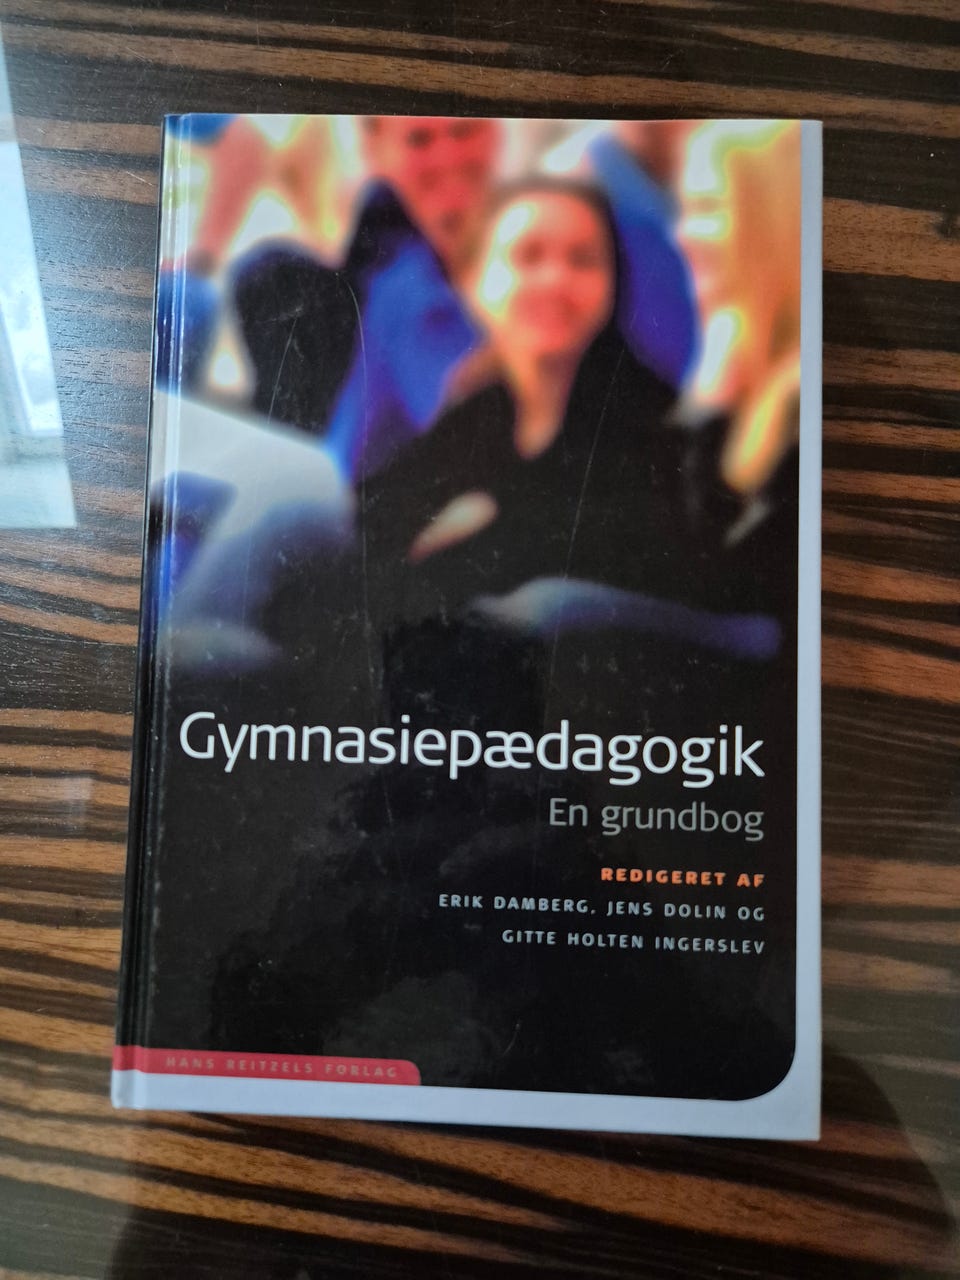 Gymnasiepædagogik
En grundbog
REDIGERET AF
ERIK DAMBERG, JENS DOLIN OG
GITTE HOLTEN INGERSLEV
HANS REITZELS FORLAG